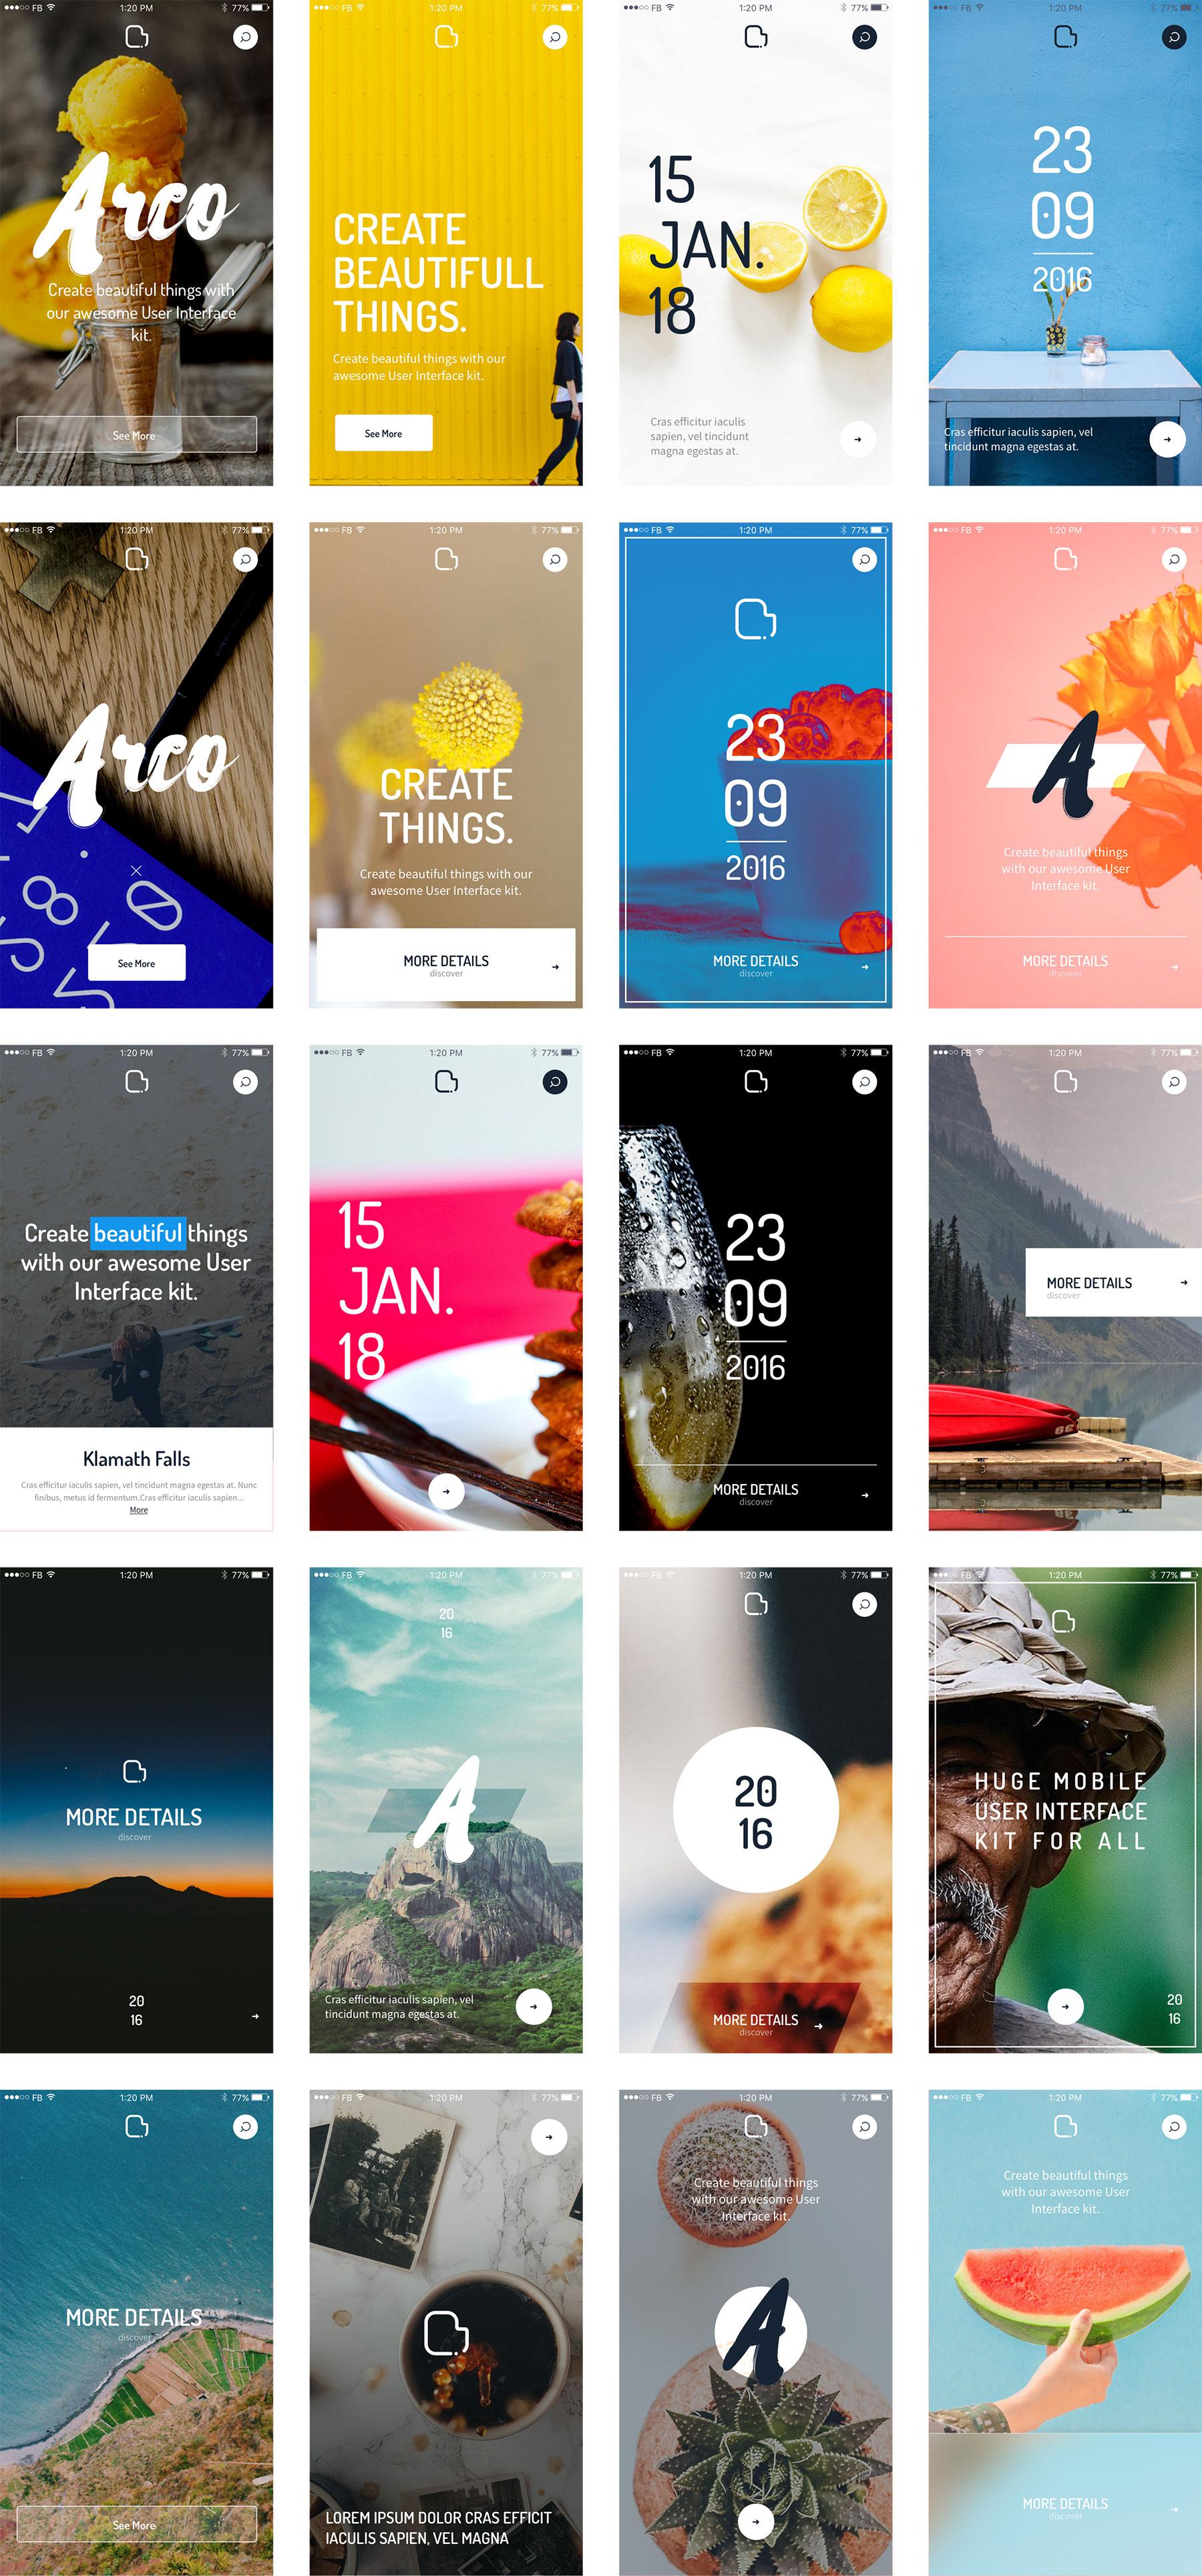 FB 1:20 PM 77%
Arco
Create beautiful things with
our awesome User Interface
kit.
See More
FB 1:20 PM 77%
CREATE
BEAUTIFULL
THINGS.
Create beautiful things with our
awesome User Interface kit.
See More
FB 1:20 PM 77%
15
JAN.
18
Cras efficitur iaculis
sapien, vel tincidunt
magna egestas at.
FB 1:20 PM 77%
23
09
2016
Cras efficitur iaculis sapien, vel
tincidunt magna egestas at.
FB 1:20 PM 77%
Arco
See More
FB 1:20 PM 77%
CREATE
THINGS.
Create beautiful things with our
awesome User Interface kit.
MORE DETAILS
discover
FB 1:20 PM 77%
23
09
2016
MORE DETAILS
discover
FB 1:20 PM 77%
A
Create beautiful things
with our awesome User
Interface kit.
MORE DETAILS
discover
FB 1:20 PM 77%
Create beautiful things
with our awesome User
Interface kit.
Klamath Falls
Cras efficitur iaculis sapien, vel tincidunt magna egestas at. Nunc
finibus, metus id fermentum.Cras efficitur iaculis sapien...
More
FB 1:20 PM 77%
15
JAN.
18
FB 1:20 PM 77%
23
09
2016
MORE DETAILS
discover
FB 1:20 PM 77%
MORE DETAILS
discover
FB 1:20 PM 77%
MORE DETAILS
discover
20
16
FB 1:20 PM 77%
20
16
A
Cras efficitur iaculis sapien, vel
tincidunt magna egestas at.
FB 1:20 PM 77%
20
16
MORE DETAILS
discover
FB 1:20 PM 77%
HUGE MOBILE
USER INTERFACE
KIT FOR ALL
20
16
FB 1:20 PM 77%
MORE DETAILS
discover
See More
FB 1:20 PM 77%
LOREM IPSUM DOLOR CRAS EFFICIT
IACULIS SAPIEN, VEL MAGNA
FB 1:20 PM 77%
Create beautiful things
with our awesome User
Interface kit.
A
FB 1:20 PM 77%
Create beautiful things
with our awesome User
Interface kit.
MORE DETAILS
discover